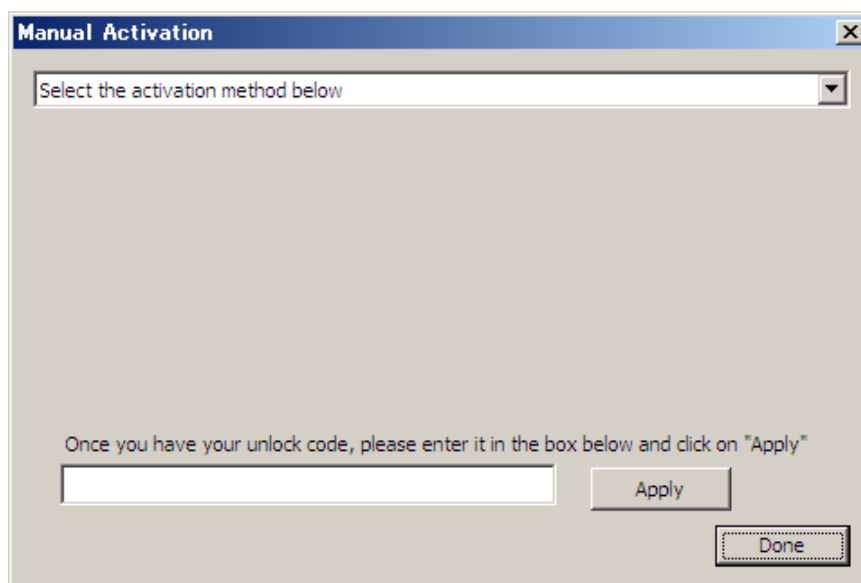 Manual Activation
Select the activation method below
Once you have your unlock code, please enter it in the box below and click on "Apply"
Apply
Done